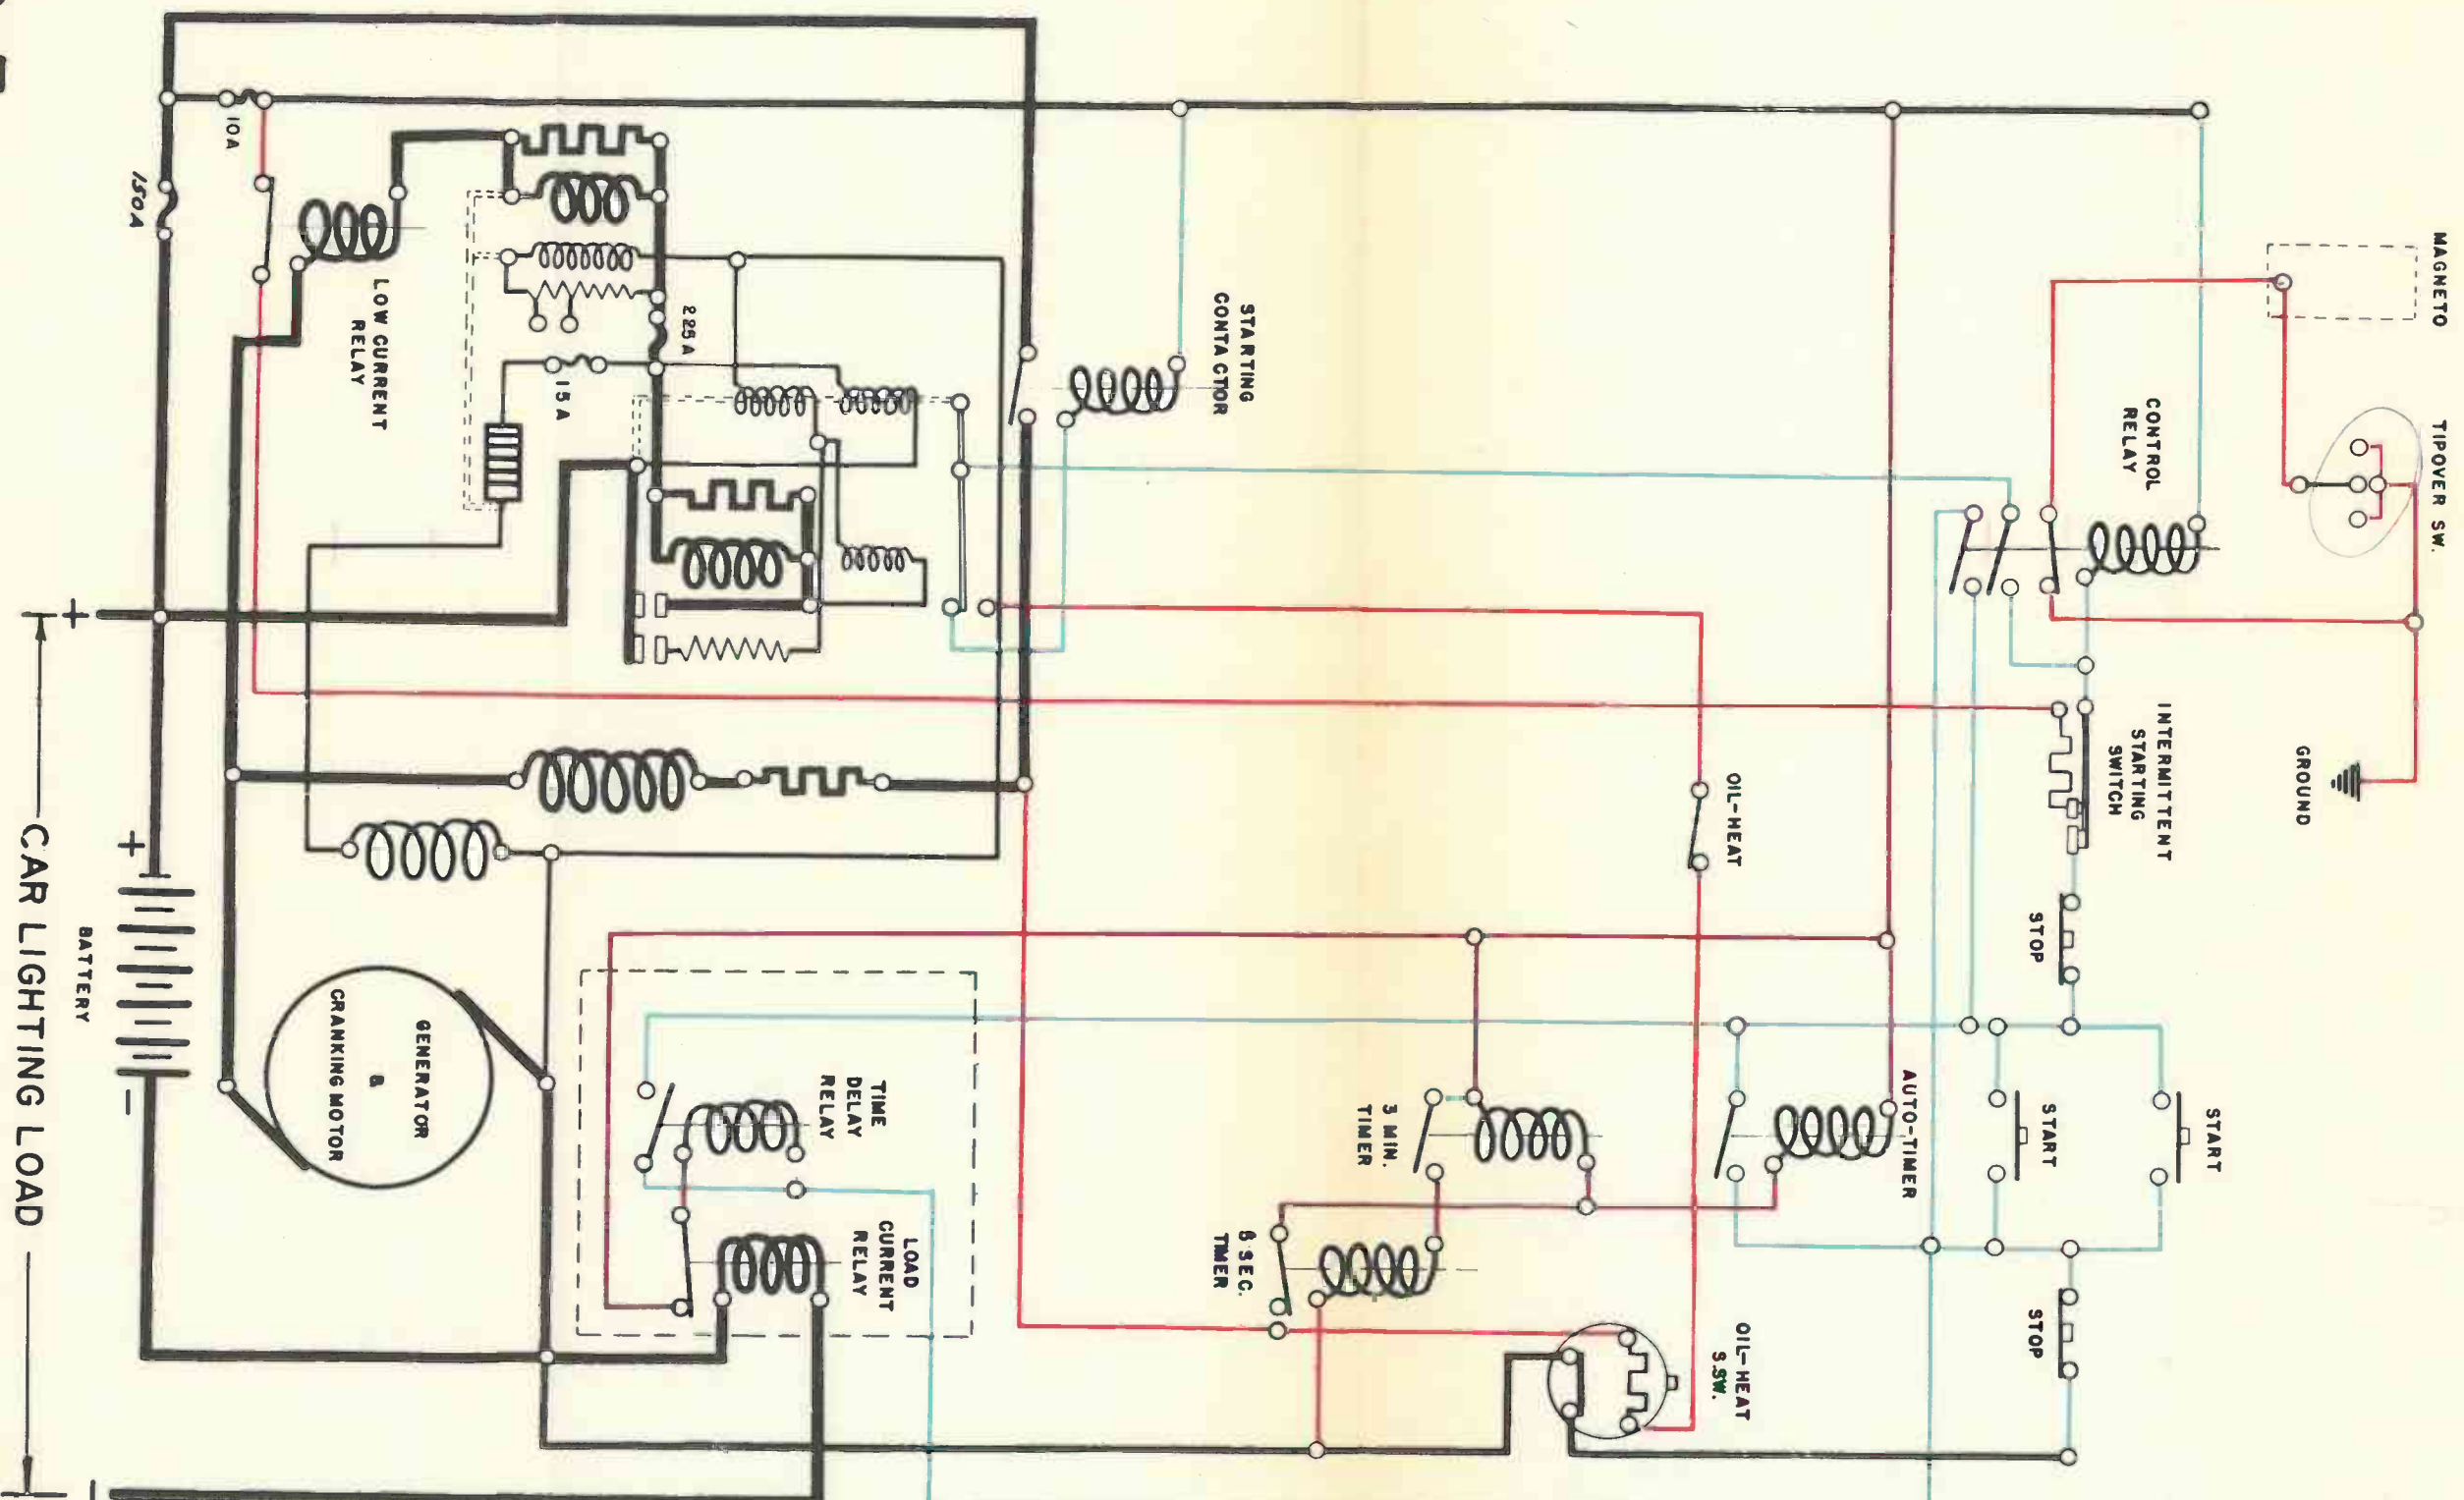 MAGNETO
TIPOVER SW.
CONTROL
RELAY
GROUND
INTERMITTENT
STARTING
SWITCH
STOP
START
START
STOP
AUTO-TIMER
OIL-HEAT
OIL-HEAT
S.SW.
3 MIN.
TIMER
6 SEC.
TIMER
STARTING
CONTACTOR
10A
150A
LOW CURRENT
RELAY
225A
15A
TIME
DELAY
RELAY
LOAD
CURRENT
RELAY
GENERATOR
&
CRANKING MOTOR
+
+
BATTERY
-
CAR LIGHTING LOAD
-